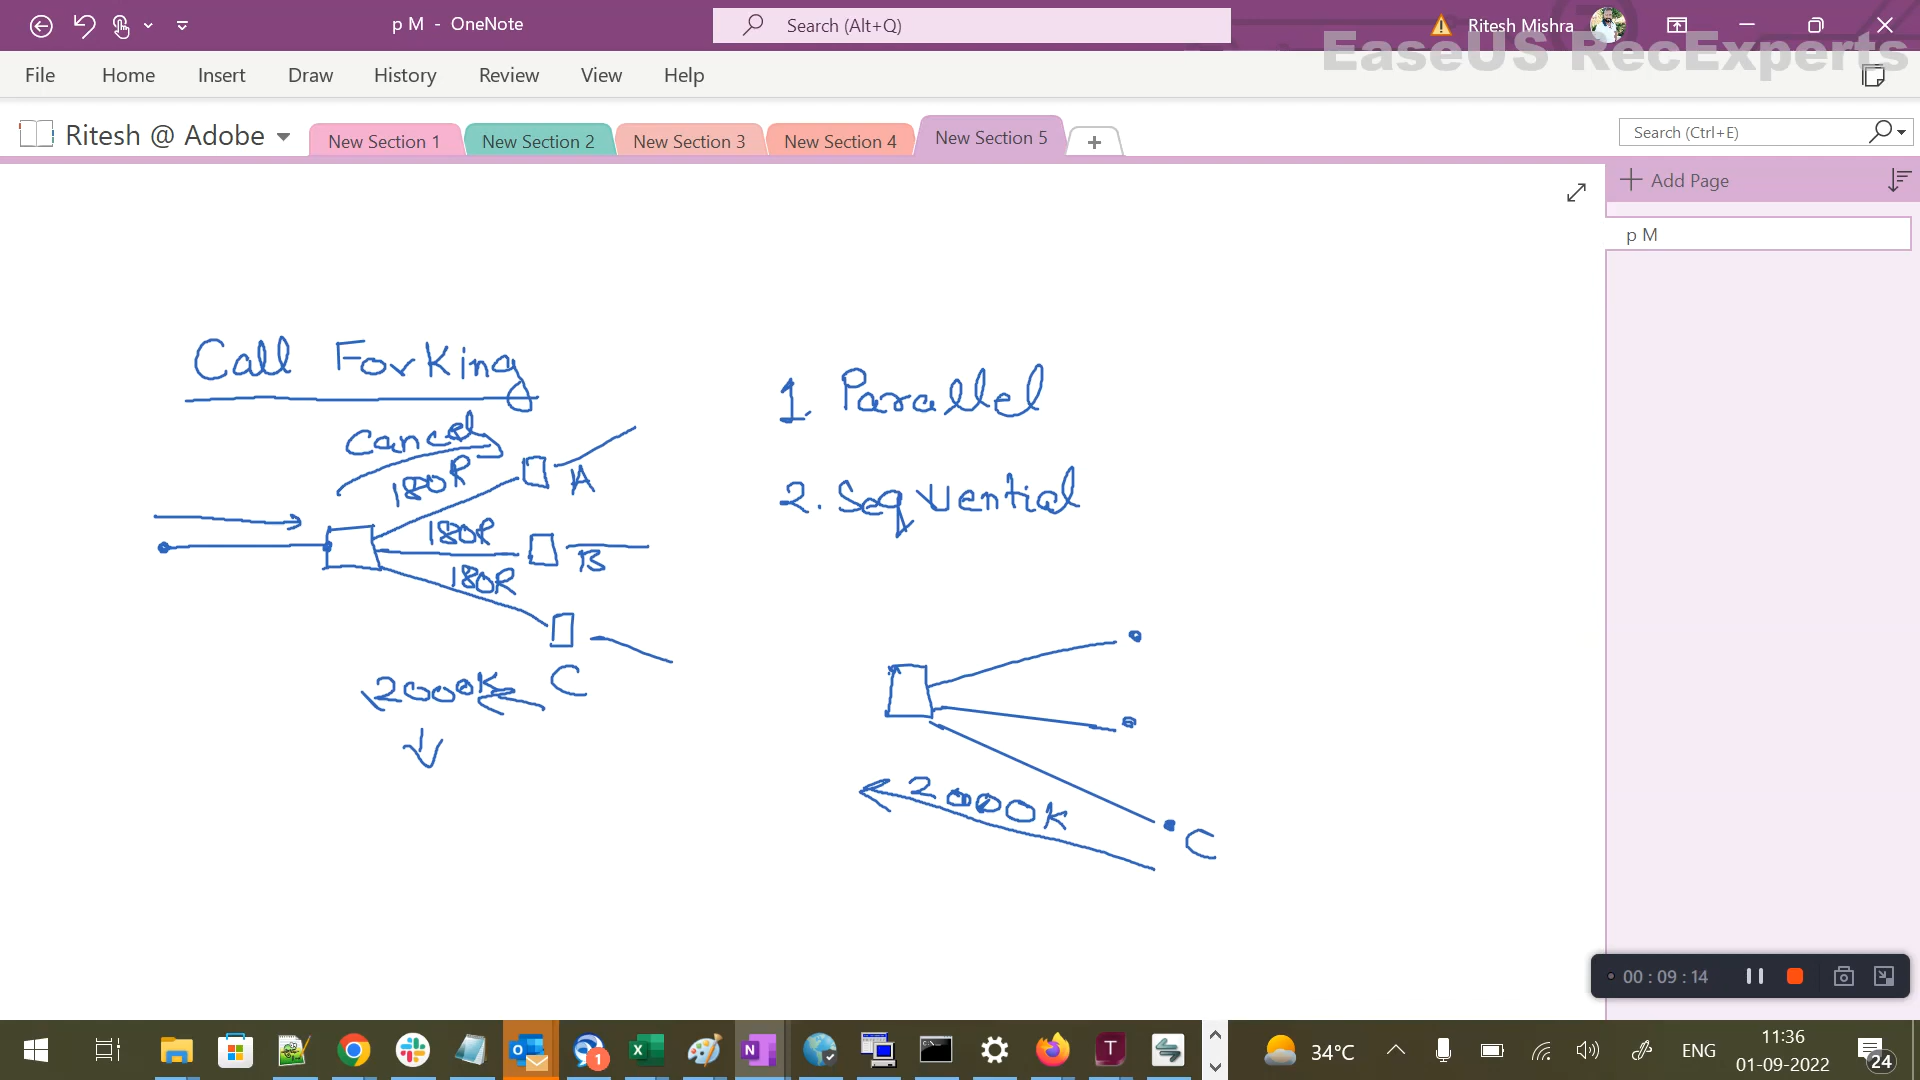 p M - OneNote
Search (Alt+Q)
Ritesh Mishra
EaseUS RecExperts
File Home Insert Draw History Review View Help
Ritesh @ Adobe
New Section 1
New Section 2
New Section 3
New Section 4
New Section 5
Search (Ctrl+E)
Add Page
p M
Call Forking
Cancel
180R
A
180R
B
180R
C
200OK
1. Parallel
2. Sequential
200OK
C
00 : 09 : 14
1
34°C
ENG
11:36
01-09-2022
24